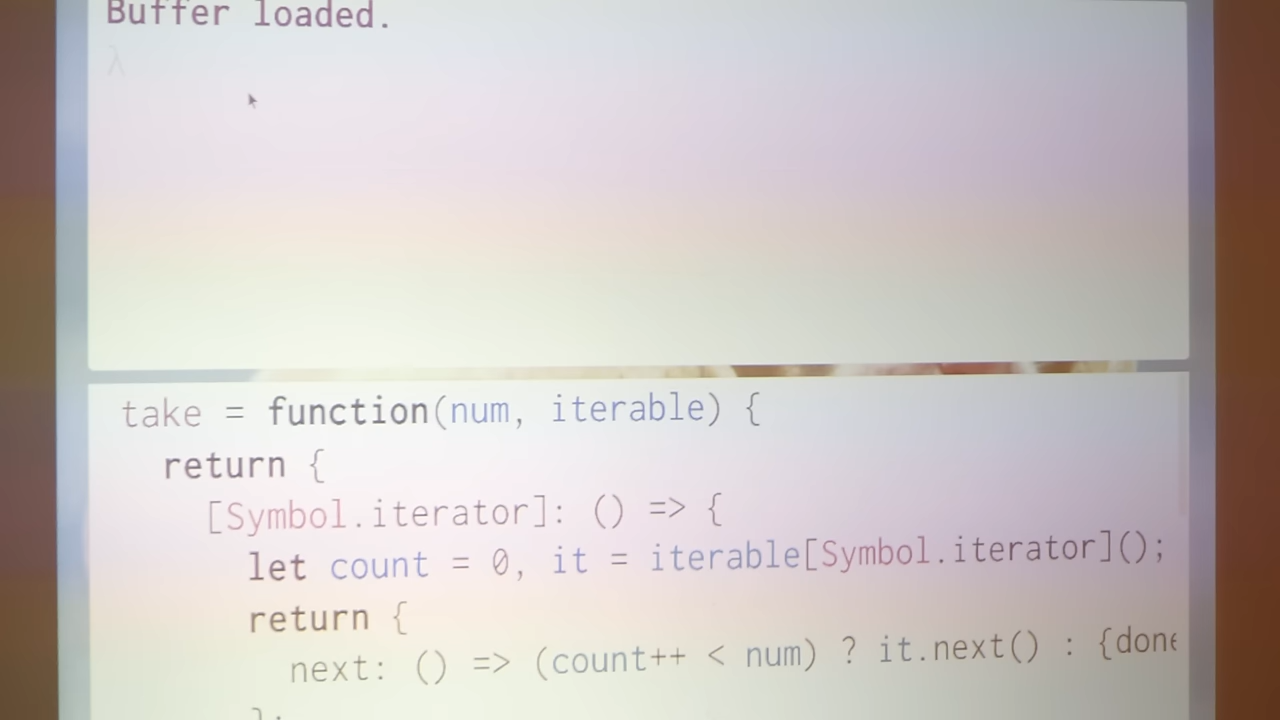 Buffer loaded.
λ
take = function(num, iterable) {
return {
[Symbol.iterator]: () => {
let count = 0, it = iterable[Symbol.iterator]();
return {
next: () => (count++ < num) ? it.next() : {done
};